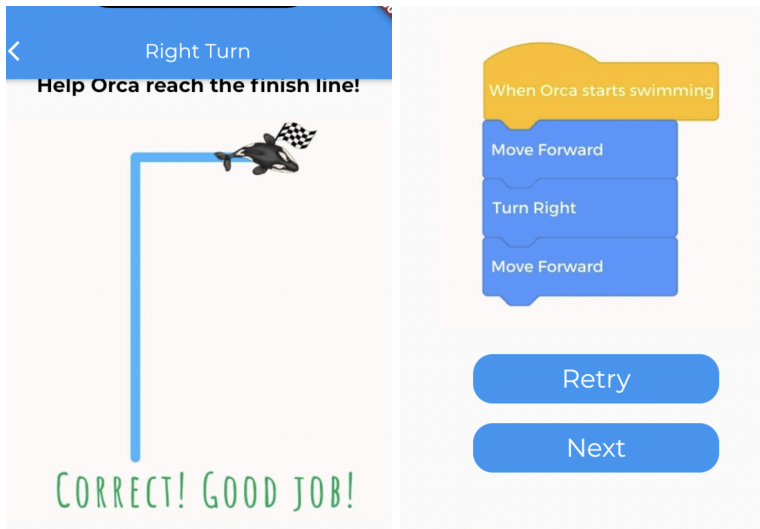 Right Turn
Help Orca reach the finish line!
CORRECT! GOOD JOB!
When Orca starts swimming
Move Forward
Turn Right
Move Forward
Retry
Next